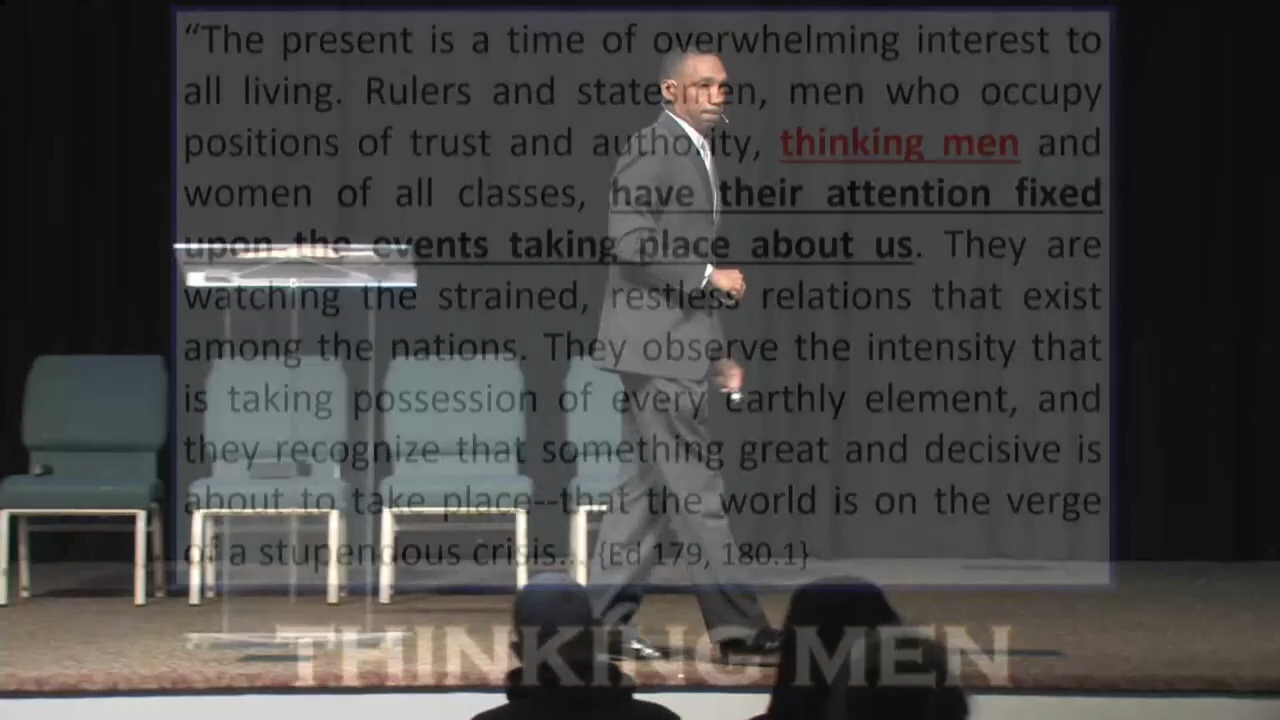 “The present is a time of overwhelming interest to
all living. Rulers and statesmen, men who occupy
positions of trust and authority, thinking men and
women of all classes, have their attention fixed
upon the events taking place about us. They are
watching the strained, restless relations that exist
among the nations. They observe the intensity that
is taking possession of every earthly element, and
they recognize that something great and decisive is
about to take place--that the world is on the verge
of a stupendous crisis... {Ed 179, 180.1}
THINKING MEN